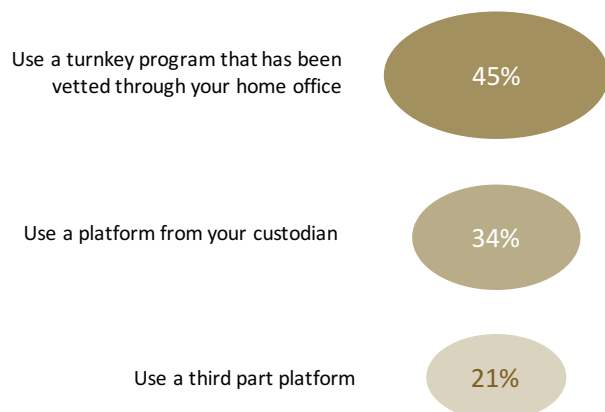 Use a turnkey program that has been
vetted through your home office
45%
Use a platform from your custodian
34%
Use a third part platform
21%